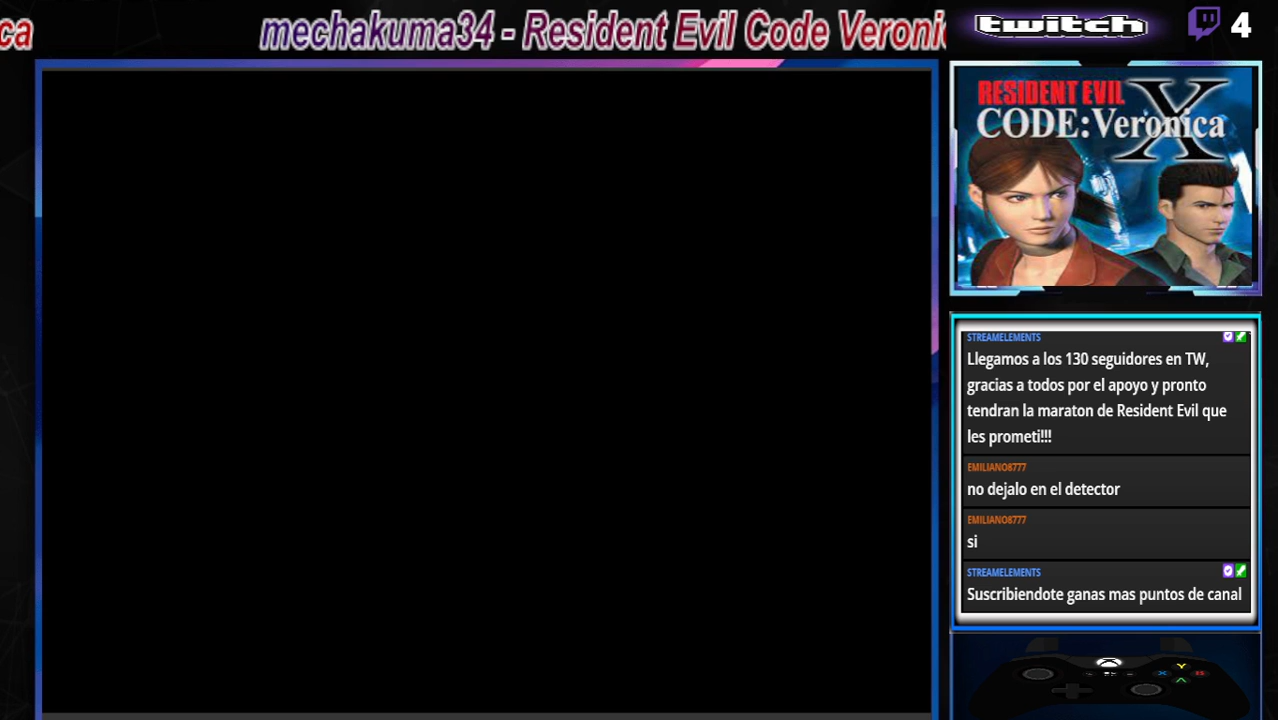 ca
mechakuma34 - Resident Evil Code Veronic
twitch
4
RESIDENT EVIL
CODE:Veronica
X
STREAMELEMENTS
Llegamos a los 130 seguidores en TW,
gracias a todos por el apoyo y pronto
tendran la maraton de Resident Evil que
les prometi!!!
EMILIANO8777
no dejalo en el detector
EMILIANO8777
si
STREAMELEMENTS
Suscribiendote ganas mas puntos de canal
Y
X
B
A